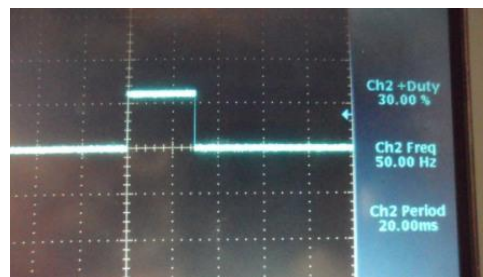 Ch2 +Duty
30.00 %
Ch2 Freq
50.00 Hz
Ch2 Period
20.00ms